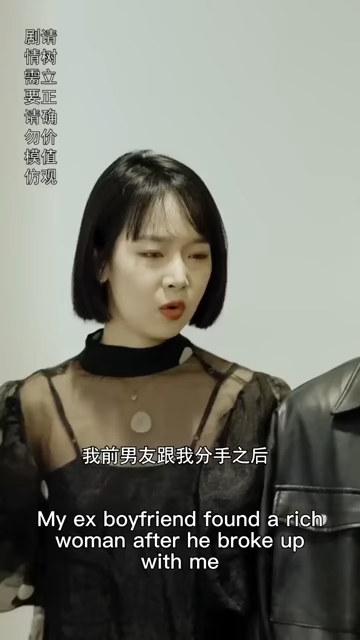 剧情需要请勿模仿
请树立正确价值观
我前男友跟我分手之后
My ex boyfriend found a rich
woman after he broke up
with me